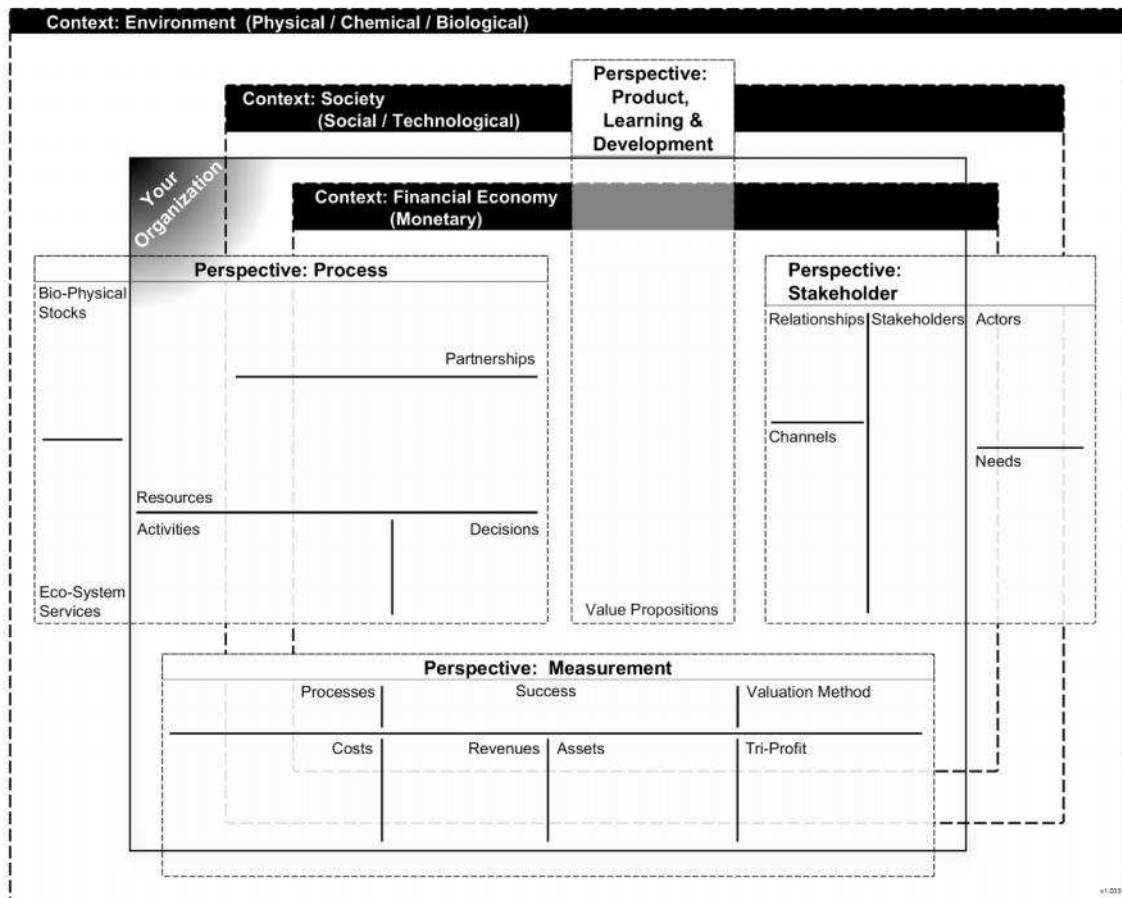 Context: Environment (Physical / Chemical / Biological)
Perspective:
Product,
Learning &
Development
Context: Society
(Social / Technological)
Your
Organization
Context: Financial Economy
(Monetary)
Perspective: Process
Bio-Physical
Stocks
Partnerships
Resources
Activities
Decisions
Eco-System
Services
Value Propositions
Perspective:
Stakeholder
Relationships
Stakeholders
Actors
Channels
Needs
Perspective: Measurement
Processes
Success
Valuation Method
Costs
Revenues
Assets
Tri-Profit